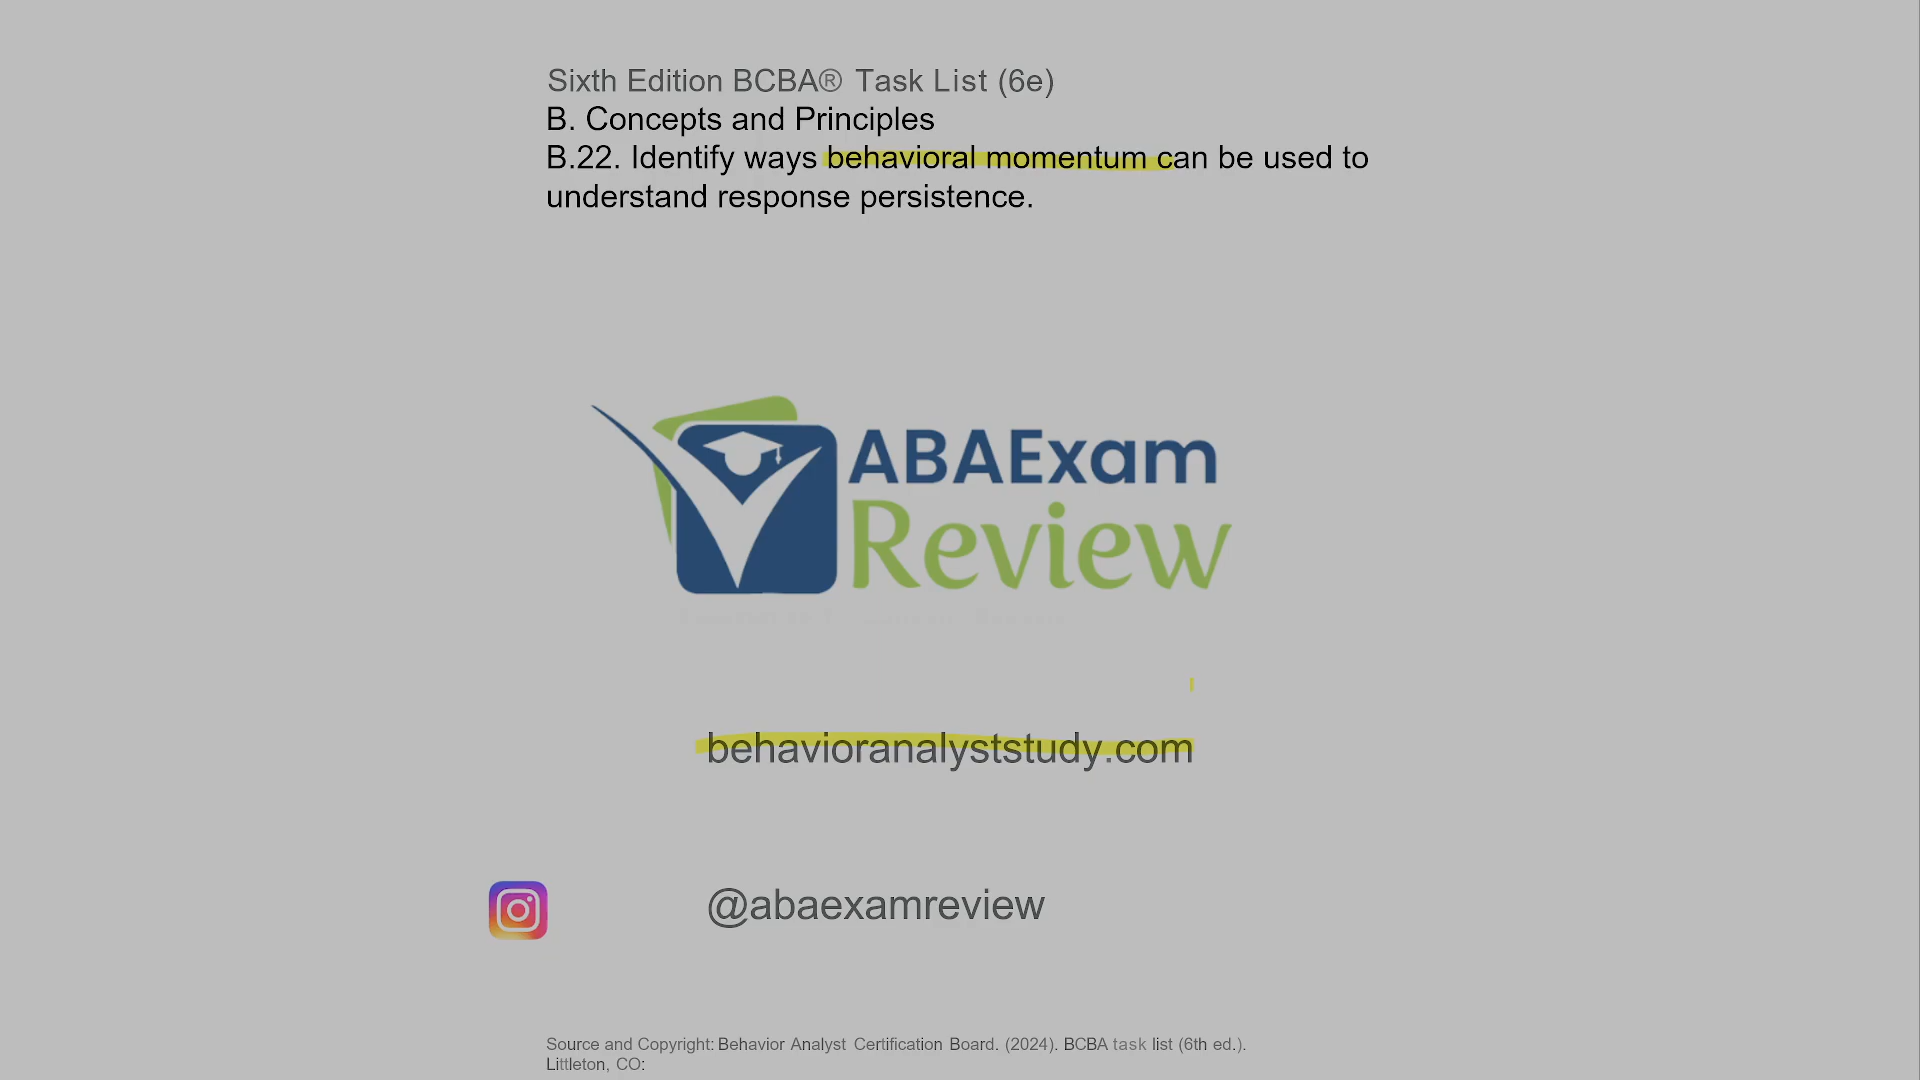 Sixth Edition BCBA® Task List (6e)
B. Concepts and Principles
B.22. Identify ways behavioral momentum can be used to
understand response persistence.
ABAExam
Review
behavioranalyststudy.com
@abaexamreview
Source and Copyright: Behavior Analyst Certification Board. (2024). BCBA task list (6th ed.).
Littleton, CO: